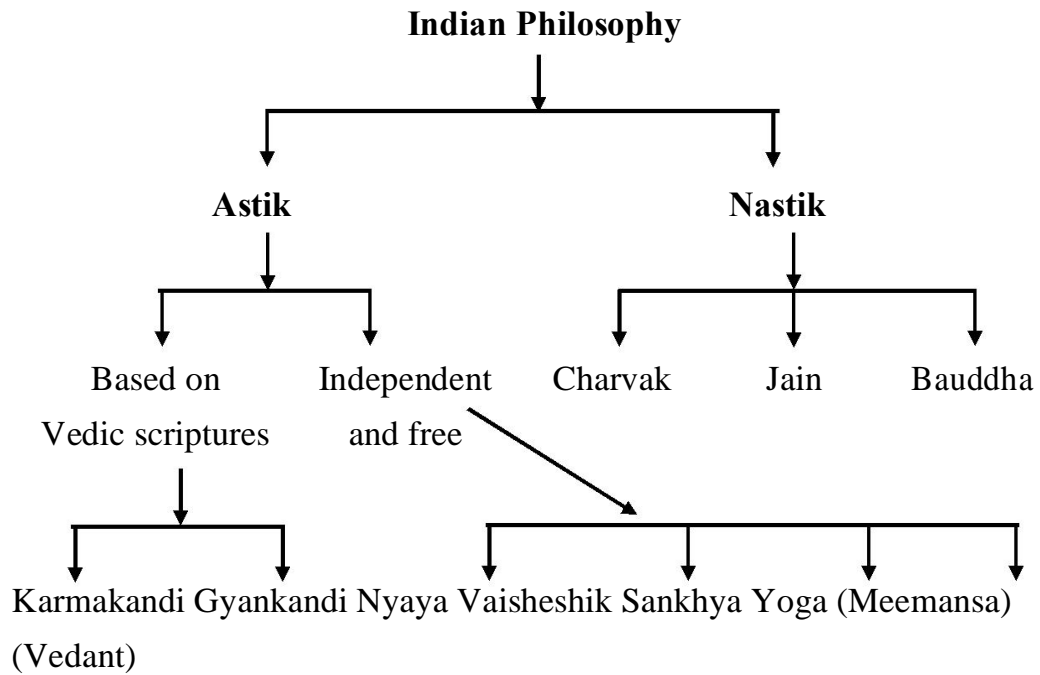 Indian Philosophy
Astik Nastik
Based on Independent Charvak Jain Bauddha
Vedic scriptures and free
Karmakandi Gyankandi Nyaya Vaisheshik Sankhya Yoga (Meemansa)
(Vedant)